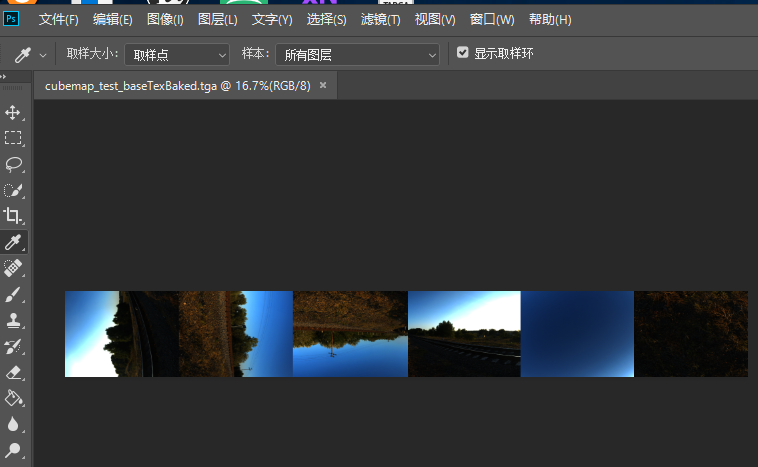 Ps 文件(F) 编辑(E) 图像(I) 图层(L) 文字(Y) 选择(S) 滤镜(T) 视图(V) 窗口(W) 帮助(H)
取样大小: 取样点 样本: 所有图层 显示取样环
cubemap_test_baseTexBaked.tga @ 16.7%(RGB/8) ×